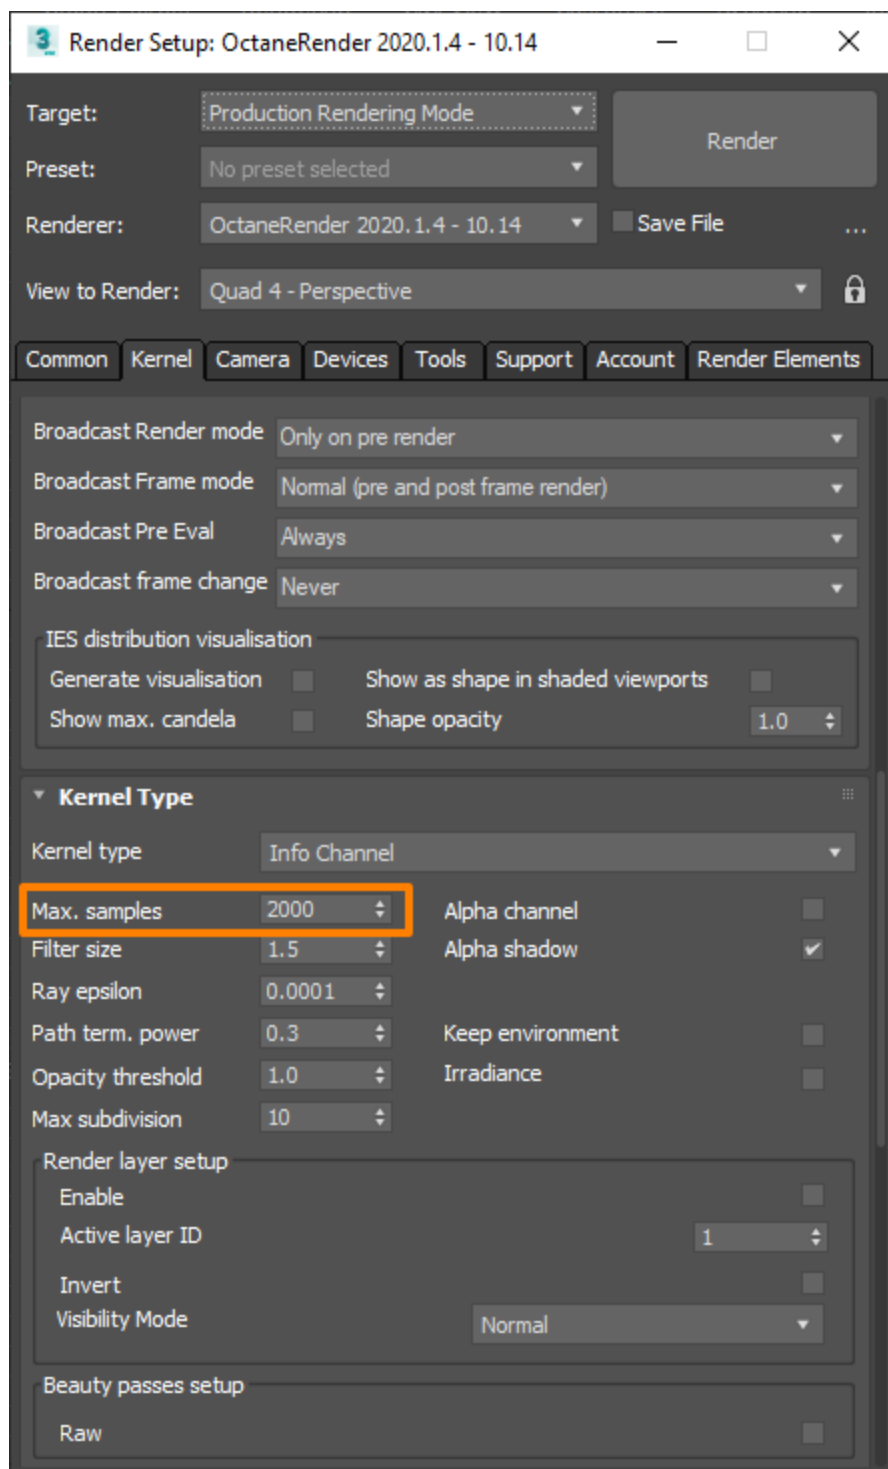 3 Render Setup: OctaneRender 2020.1.4 - 10.14
Target: Production Rendering Mode
Render
Preset: No preset selected
Renderer: OctaneRender 2020.1.4 - 10.14 Save File ...
View to Render: Quad 4 - Perspective
Common Kernel Camera Devices Tools Support Account Render Elements
Broadcast Render mode Only on pre render
Broadcast Frame mode Normal (pre and post frame render)
Broadcast Pre Eval Always
Broadcast frame change Never
IES distribution visualisation
Generate visualisation Show as shape in shaded viewports
Show max. candela Shape opacity 1.0
Kernel Type
Kernel type Info Channel
Max. samples 2000 Alpha channel
Filter size 1.5 Alpha shadow
Ray epsilon 0.0001
Path term. power 0.3 Keep environment
Opacity threshold 1.0 Irradiance
Max subdivision 10
Render layer setup
Enable
Active layer ID 1
Invert
Visibility Mode Normal
Beauty passes setup
Raw